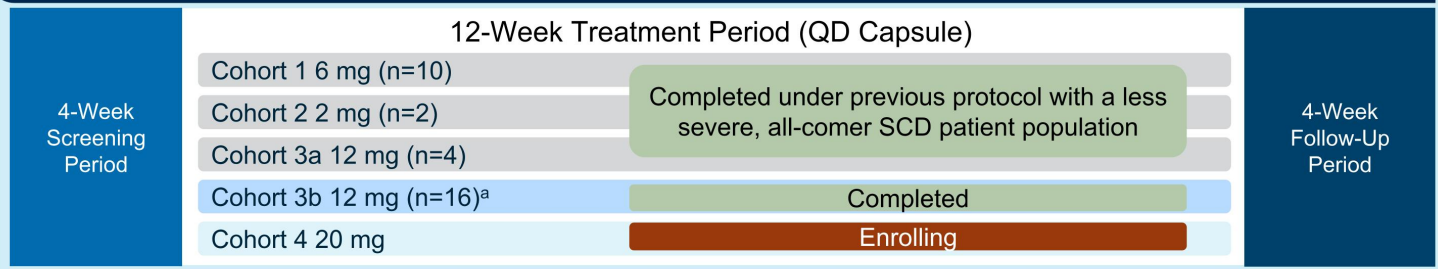 12-Week Treatment Period (QD Capsule)
4-Week
Screening
Period
Cohort 1 6 mg (n=10)
Cohort 2 2 mg (n=2)
Cohort 3a 12 mg (n=4)
Completed under previous protocol with a less
severe, all-comer SCD patient population
Cohort 3b 12 mg (n=16)ᵃ
Completed
Cohort 4 20 mg
Enrolling
4-Week
Follow-Up
Period